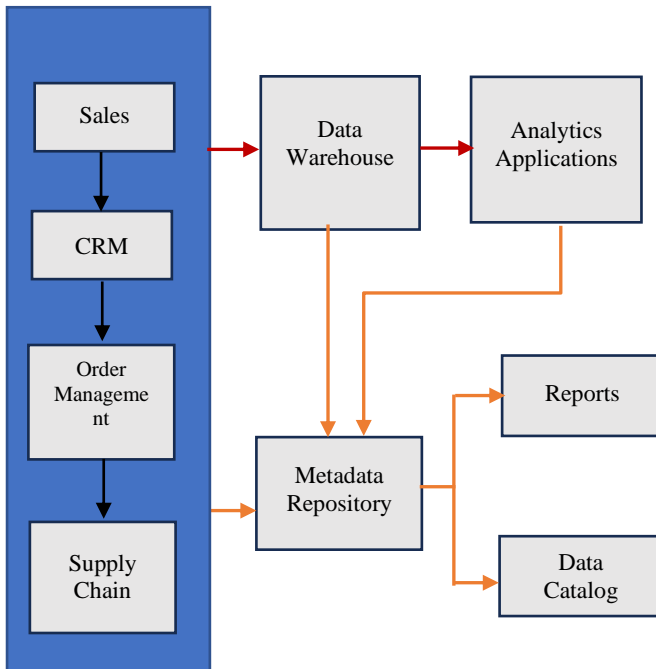 Sales
CRM
Order
Manageme
nt
Supply
Chain
Data
Warehouse
Analytics
Applications
Metadata
Repository
Reports
Data
Catalog